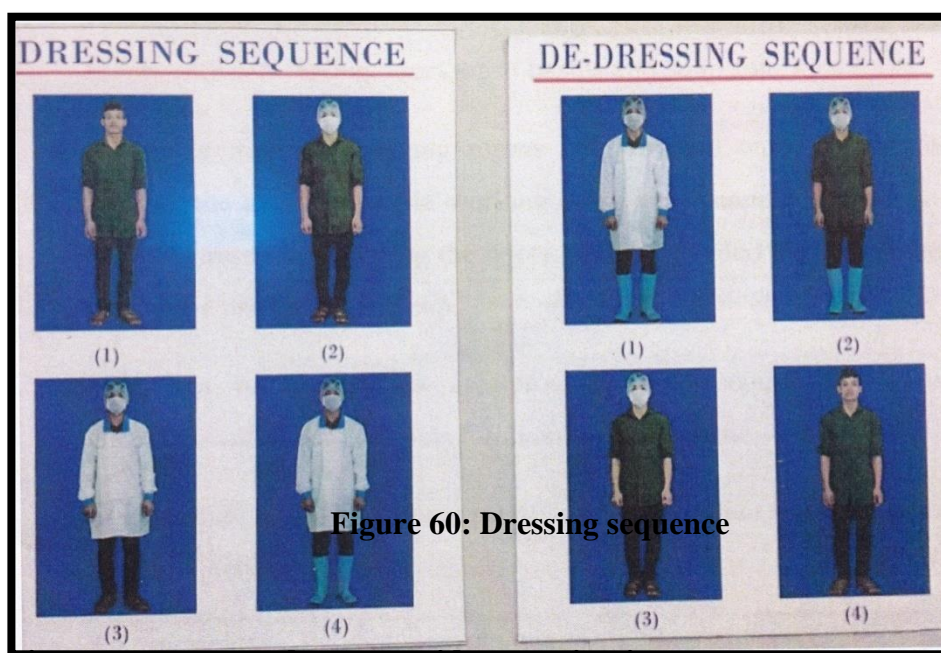 DRESSING SEQUENCE
(1)
(2)
(3)
(4)
DE-DRESSING SEQUENCE
(1)
(2)
(3)
(4)
Figure 60: Dressing sequence